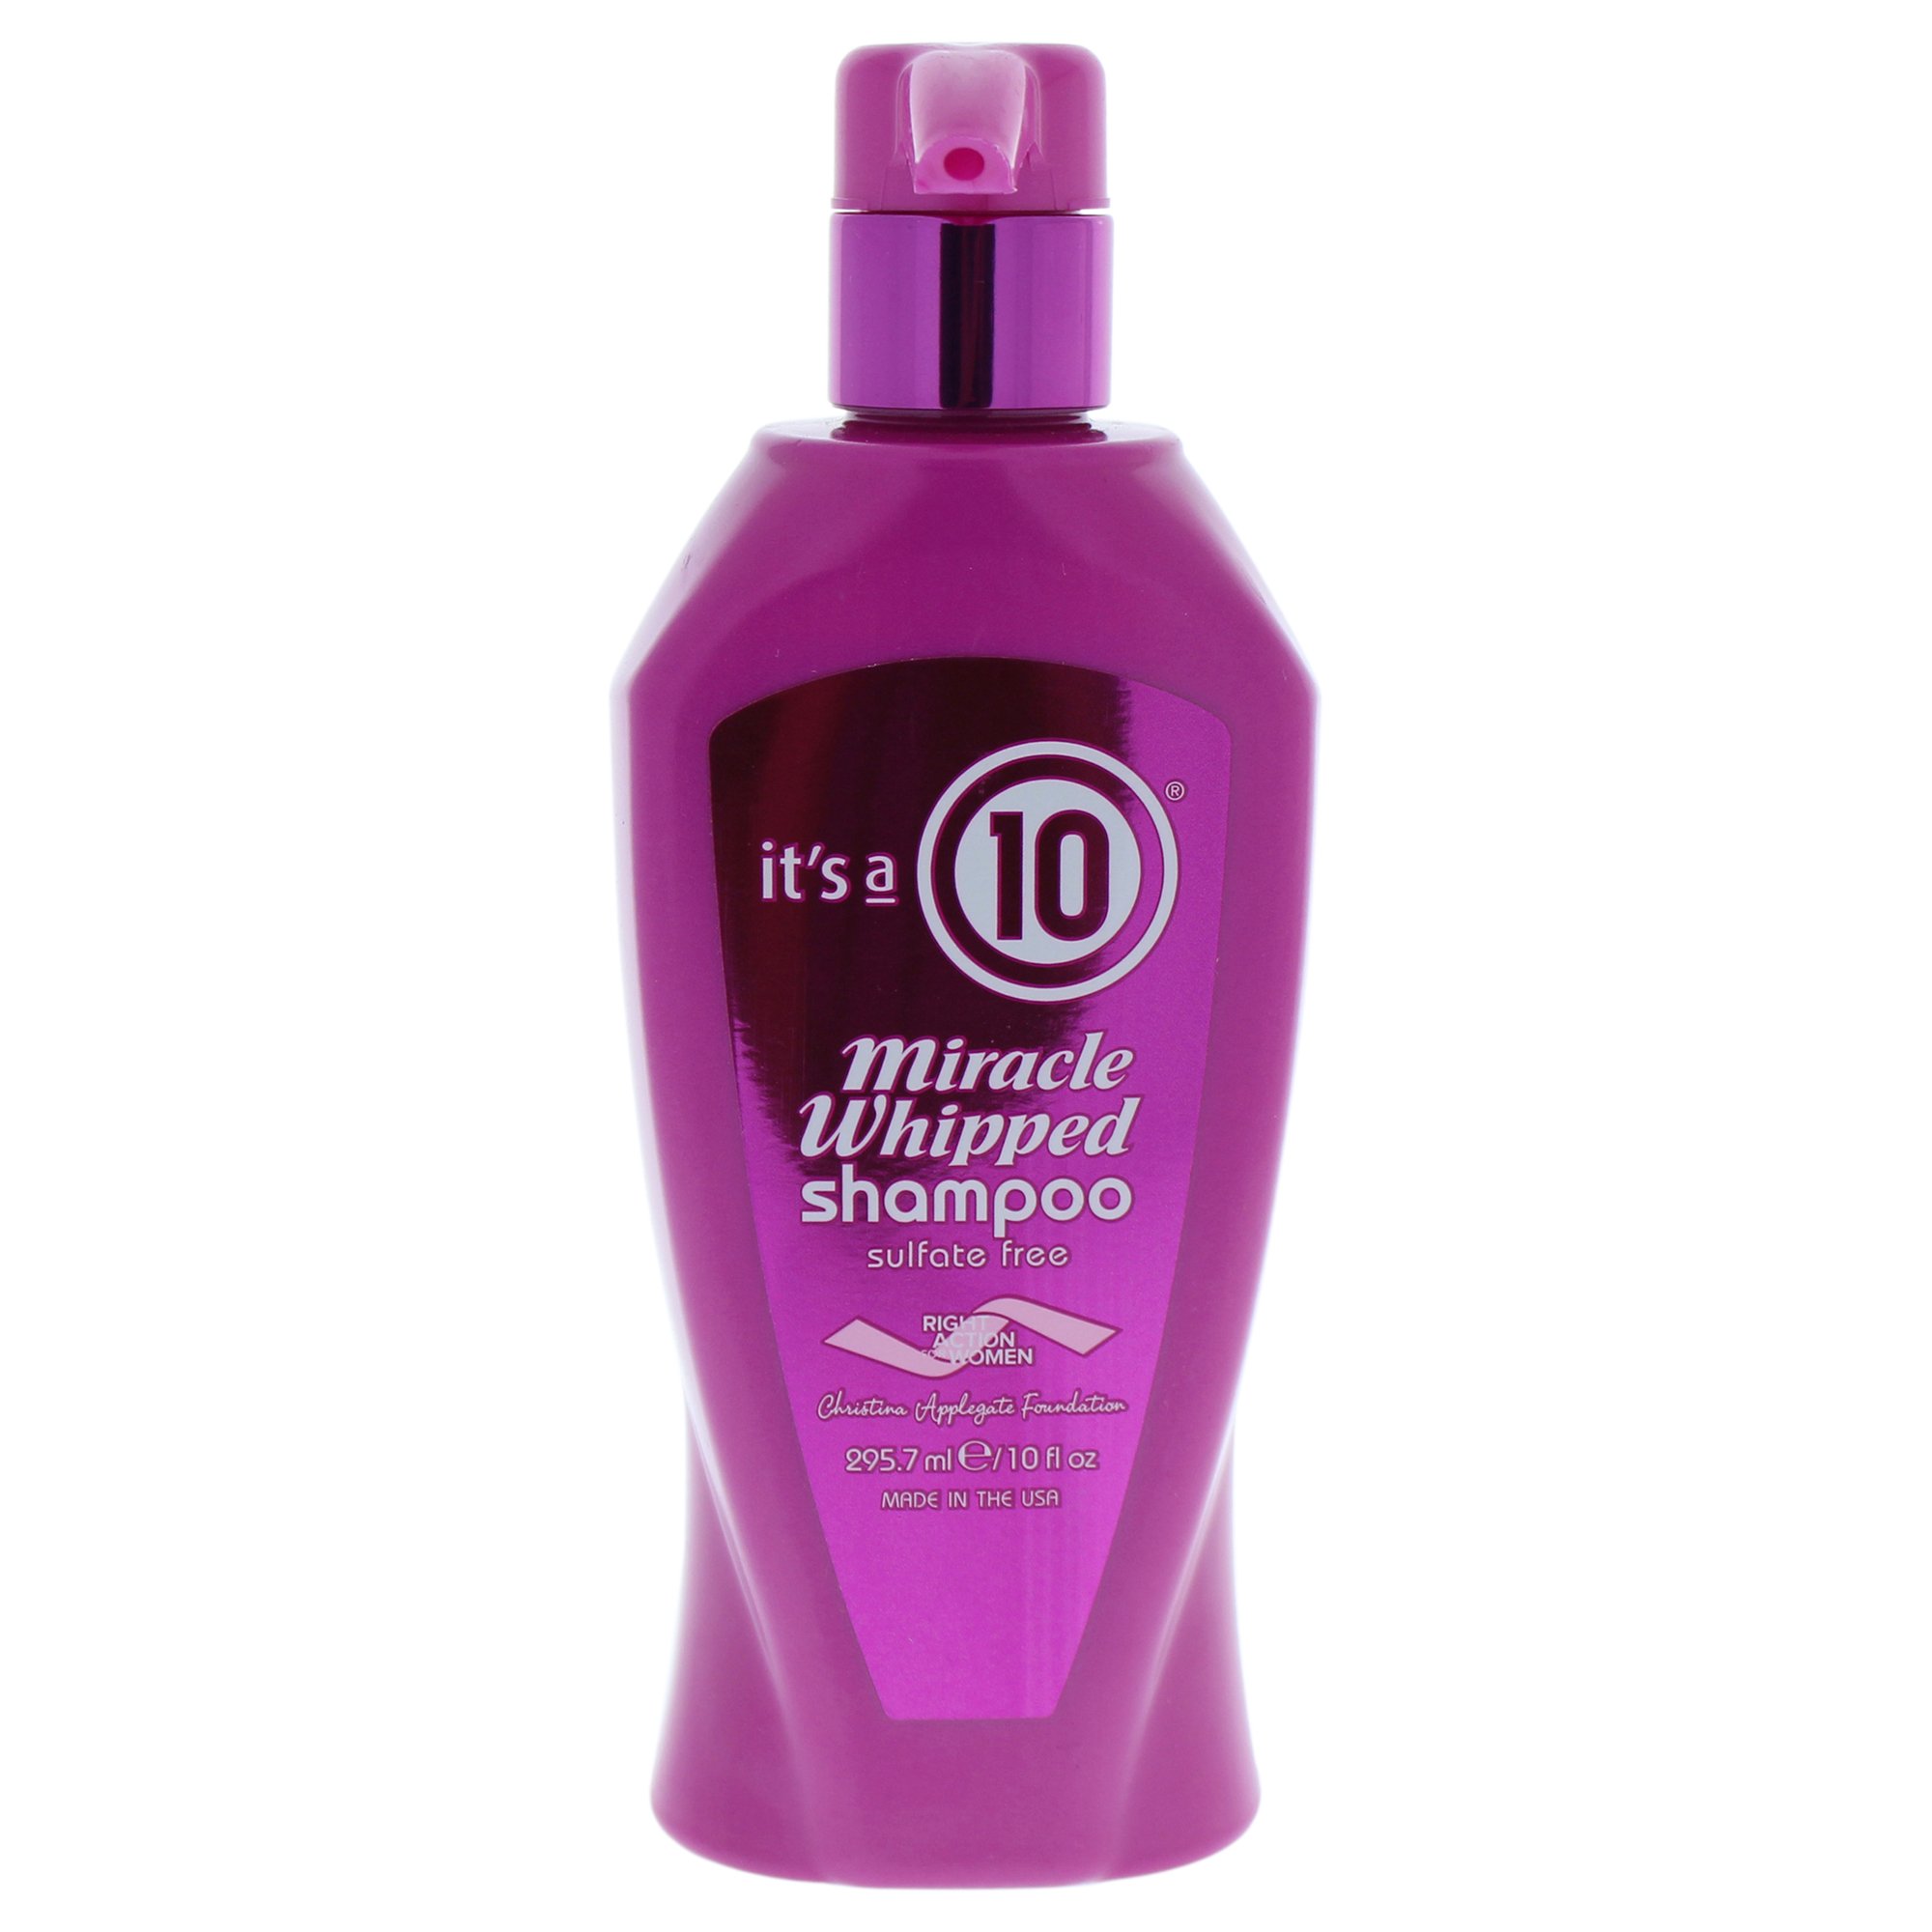 it's a 10®
Miracle
Whipped
shampoo
sulfate free
RIGHT
ACTION
FOR WOMEN
Christina Applegate Foundation
295.7 ml ℮/10 fl oz
MADE IN THE USA